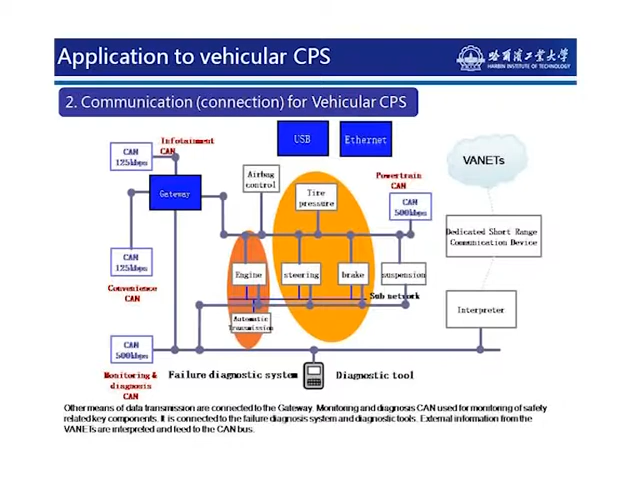 Application to vehicular CPS
哈爾濱工業大學
HARBIN INSTITUTE OF TECHNOLOGY
2. Communication (connection) for Vehicular CPS
USB
Ethernet
Infotainment
CAN
CAN
125kbps
VANETs
Airbag
control
Tire
pressure
Powertrain
CAN
Gateway
CAN
500kbps
Dedicated Short Range
Communication Device
CAN
125kbps
Engine
steering
brake
suspension
Convenience
CAN
Sub network
Interpreter
Automatic
Transmission
CAN
500kbps
Monitoring &
diagnosis
CAN
Failure diagnostic system
Diagnostic tool
Other means of data transmission are connected to the Gateway. Monitoring and diagnosis CAN used for monitoring of safety
related key components. It is connected to the failure diagnosis system and diagnostic tools. External information from the
VANETs are interpreted and feed to the CAN bus.